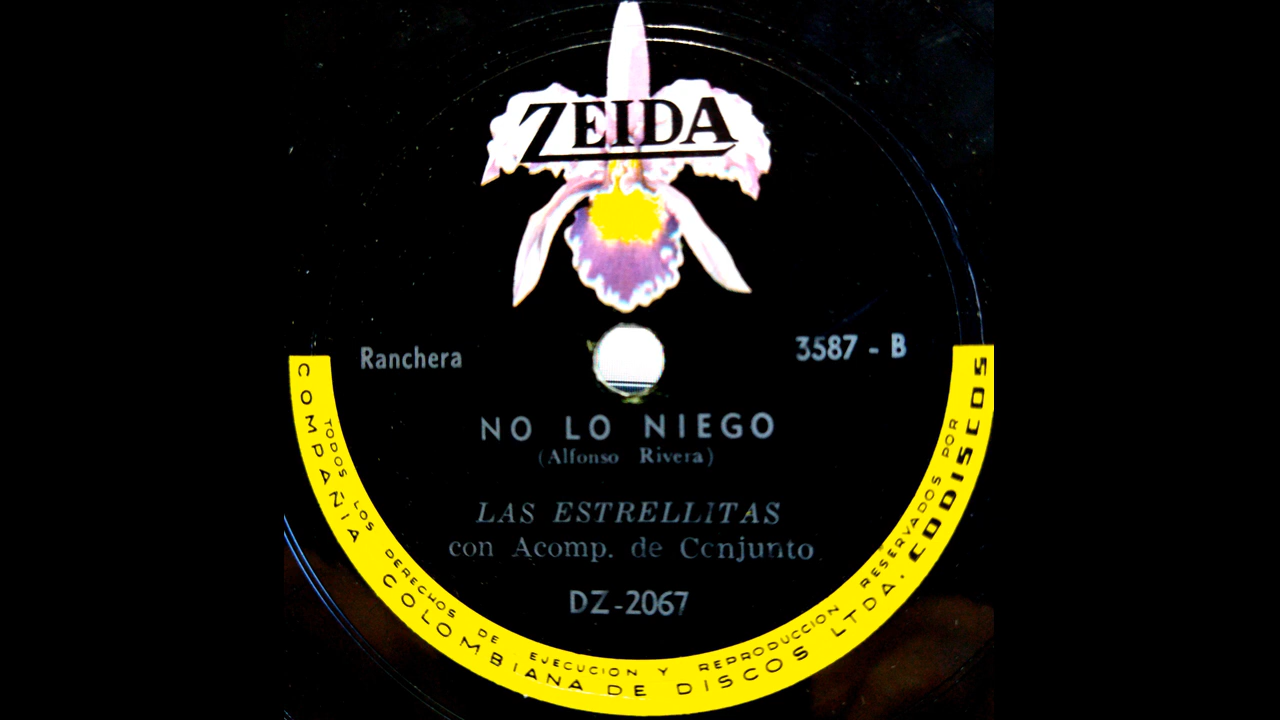 ZEIDA
Ranchera
3587 - B
NO LO NIEGO
(Alfonso Rivera)
LAS ESTRELLITAS
con Acomp. de Conjunto
DZ-2067
TODOS LOS DERECHOS DE EJECUCION Y REPRODUCCION RESERVADOS POR
COMPAÑIA COLOMBIANA DE DISCOS LTDA. CODISCOS